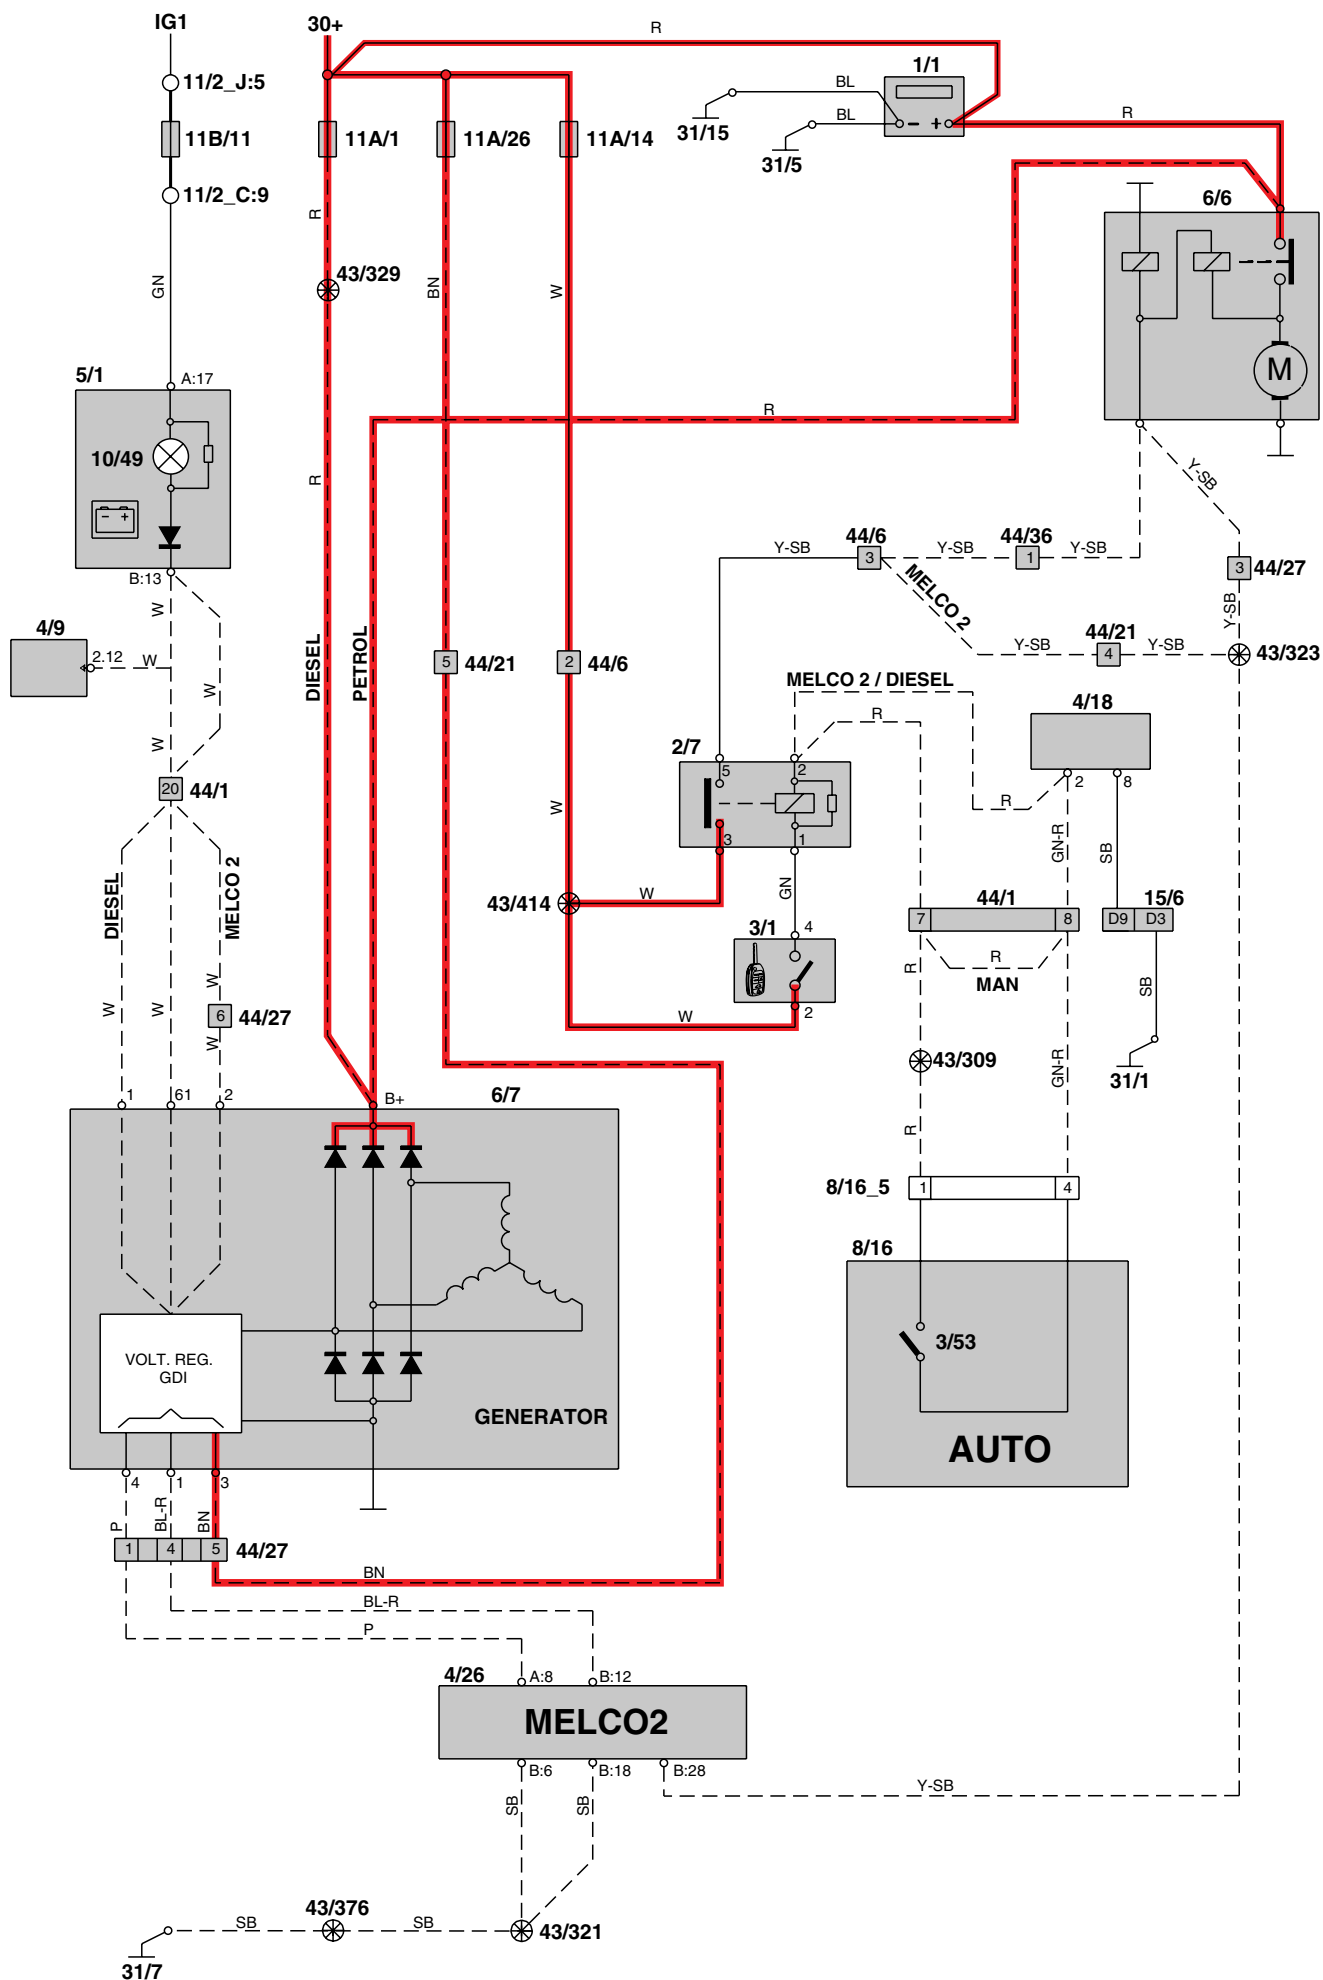 IG1
30+
R
11/2_J:5
1/1
BL
BL
31/15
31/5
- +
R
11B/11
11A/1
11A/26
11A/14
11/2_C:9
6/6
R
43/329
GN
BN
W
5/1
A:17
10/49
- +
M
R
R
Y-SB
B:13
44/6
44/36
Y-SB
3
Y-SB
1
Y-SB
3
44/27
MELCO 2
W
Y-SB
4/9
2.12
W
44/21
Y-SB
4
Y-SB
43/323
5
44/21
2
44/6
DIESEL
PETROL
W
MELCO 2 / DIESEL
R
4/18
W
2/7
5
2
2
8
20
44/1
R
W
3
1
GN-R
SB
DIESEL
MELCO 2
43/414
W
GN
44/1
7
8
15/6
D9
D3
3/1
4
R
R
MAN
SB
W
W
W
6
44/27
W
2
W
43/309
GN-R
31/1
1
61
2
B+
6/7
R
8/16_5
1
4
8/16
3/53
VOLT. REG.
GDI
GENERATOR
AUTO
4
1
3
P
BL-R
BN
1
4
5
44/27
BN
BL-R
P
4/26
A:8
B:12
MELCO2
B:6
B:18
B:28
Y-SB
SB
SB
43/376
SB
SB
43/321
31/7